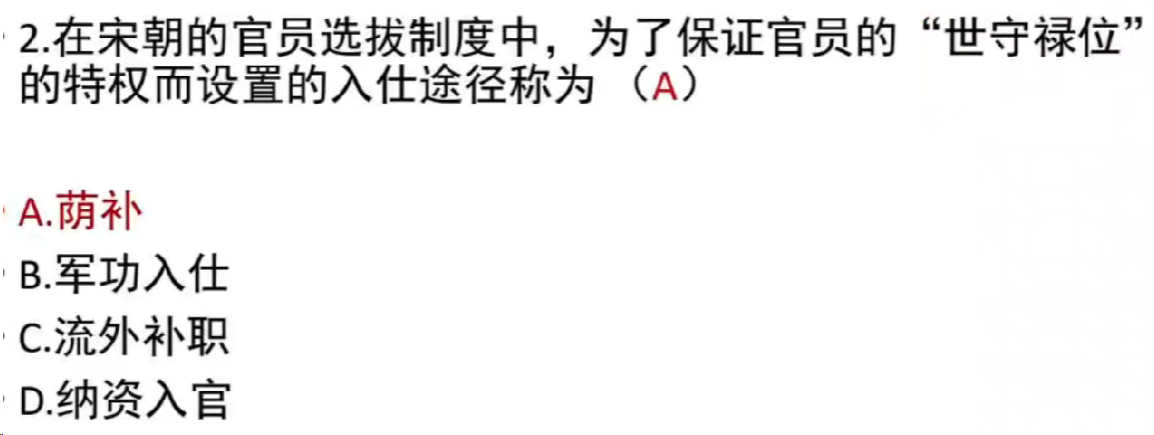 2.在宋朝的官员选拔制度中，为了保证官员的“世守禄位”
的特权而设置的入仕途径称为 （A）
A.荫补
B.军功入仕
C.流外补职
D.纳资入官